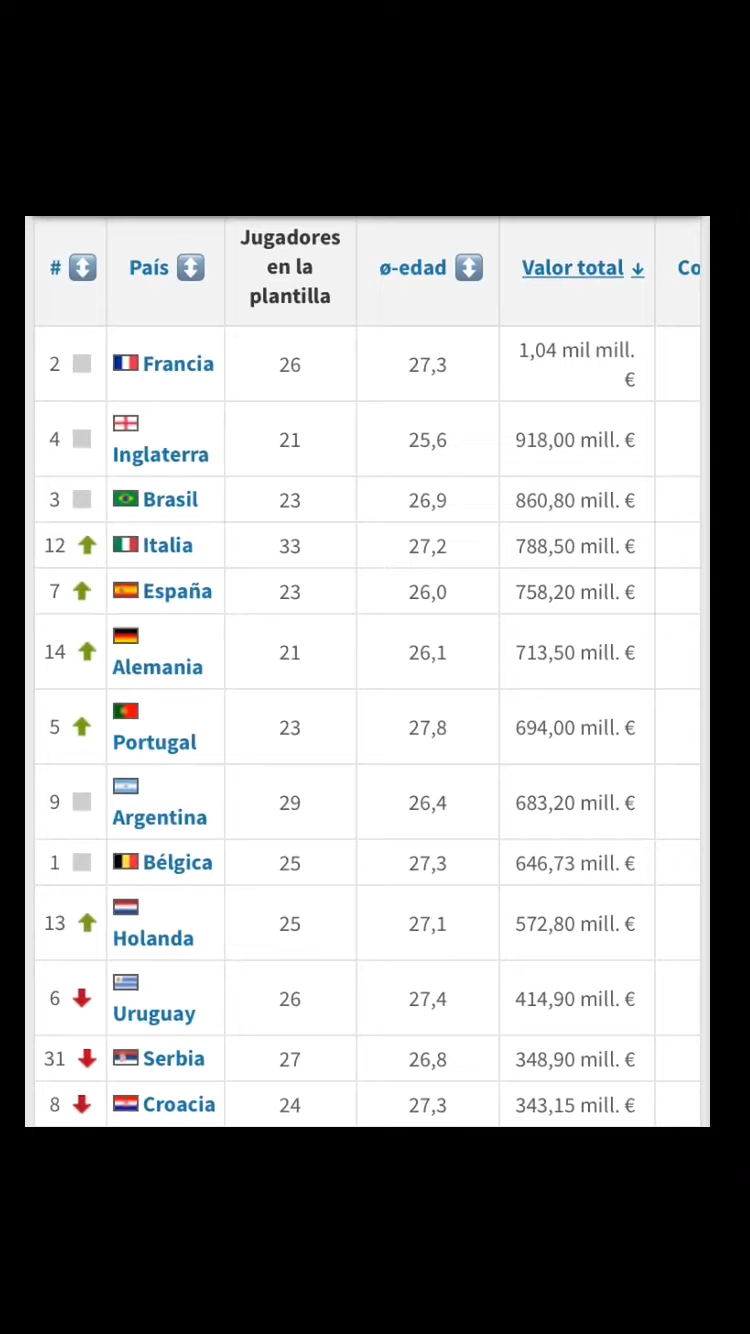 # País Jugadores en la plantilla ø-edad Valor total ↓ Co
2 Francia 26 27,3 1,04 mil mill. €
4 Inglaterra 21 25,6 918,00 mill. €
3 Brasil 23 26,9 860,80 mill. €
12 Italia 33 27,2 788,50 mill. €
7 España 23 26,0 758,20 mill. €
14 Alemania 21 26,1 713,50 mill. €
5 Portugal 23 27,8 694,00 mill. €
9 Argentina 29 26,4 683,20 mill. €
1 Bélgica 25 27,3 646,73 mill. €
13 Holanda 25 27,1 572,80 mill. €
6 Uruguay 26 27,4 414,90 mill. €
31 Serbia 27 26,8 348,90 mill. €
8 Croacia 24 27,3 343,15 mill. €